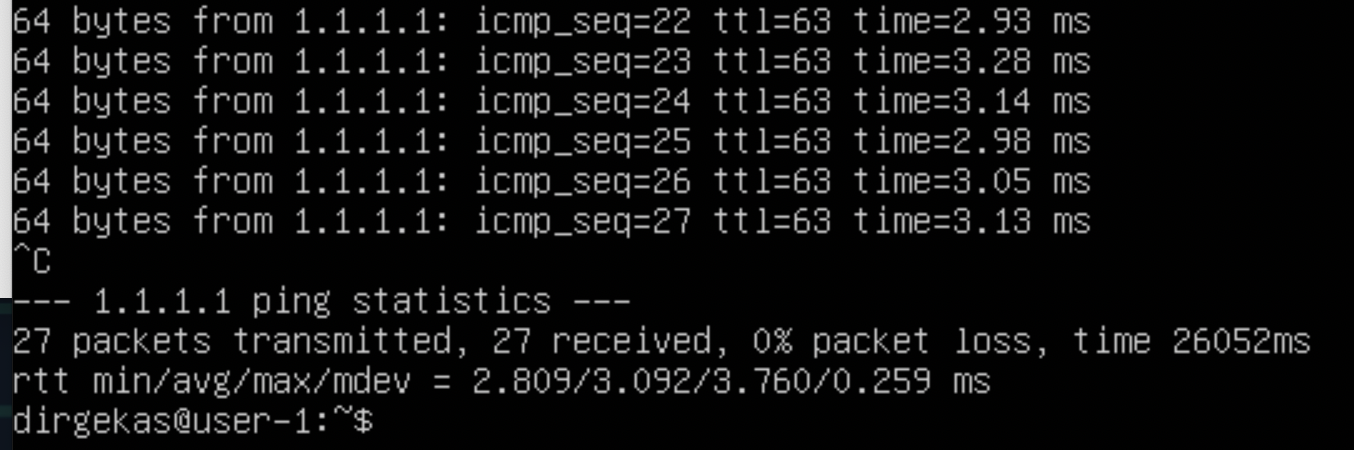 64 bytes from 1.1.1.1: icmp_seq=22 ttl=63 time=2.93 ms
64 bytes from 1.1.1.1: icmp_seq=23 ttl=63 time=3.28 ms
64 bytes from 1.1.1.1: icmp_seq=24 ttl=63 time=3.14 ms
64 bytes from 1.1.1.1: icmp_seq=25 ttl=63 time=2.98 ms
64 bytes from 1.1.1.1: icmp_seq=26 ttl=63 time=3.05 ms
64 bytes from 1.1.1.1: icmp_seq=27 ttl=63 time=3.13 ms
^C
--- 1.1.1.1 ping statistics ---
27 packets transmitted, 27 received, 0% packet loss, time 26052ms
rtt min/avg/max/mdev = 2.809/3.092/3.760/0.259 ms
dirgekas@user-1:~$